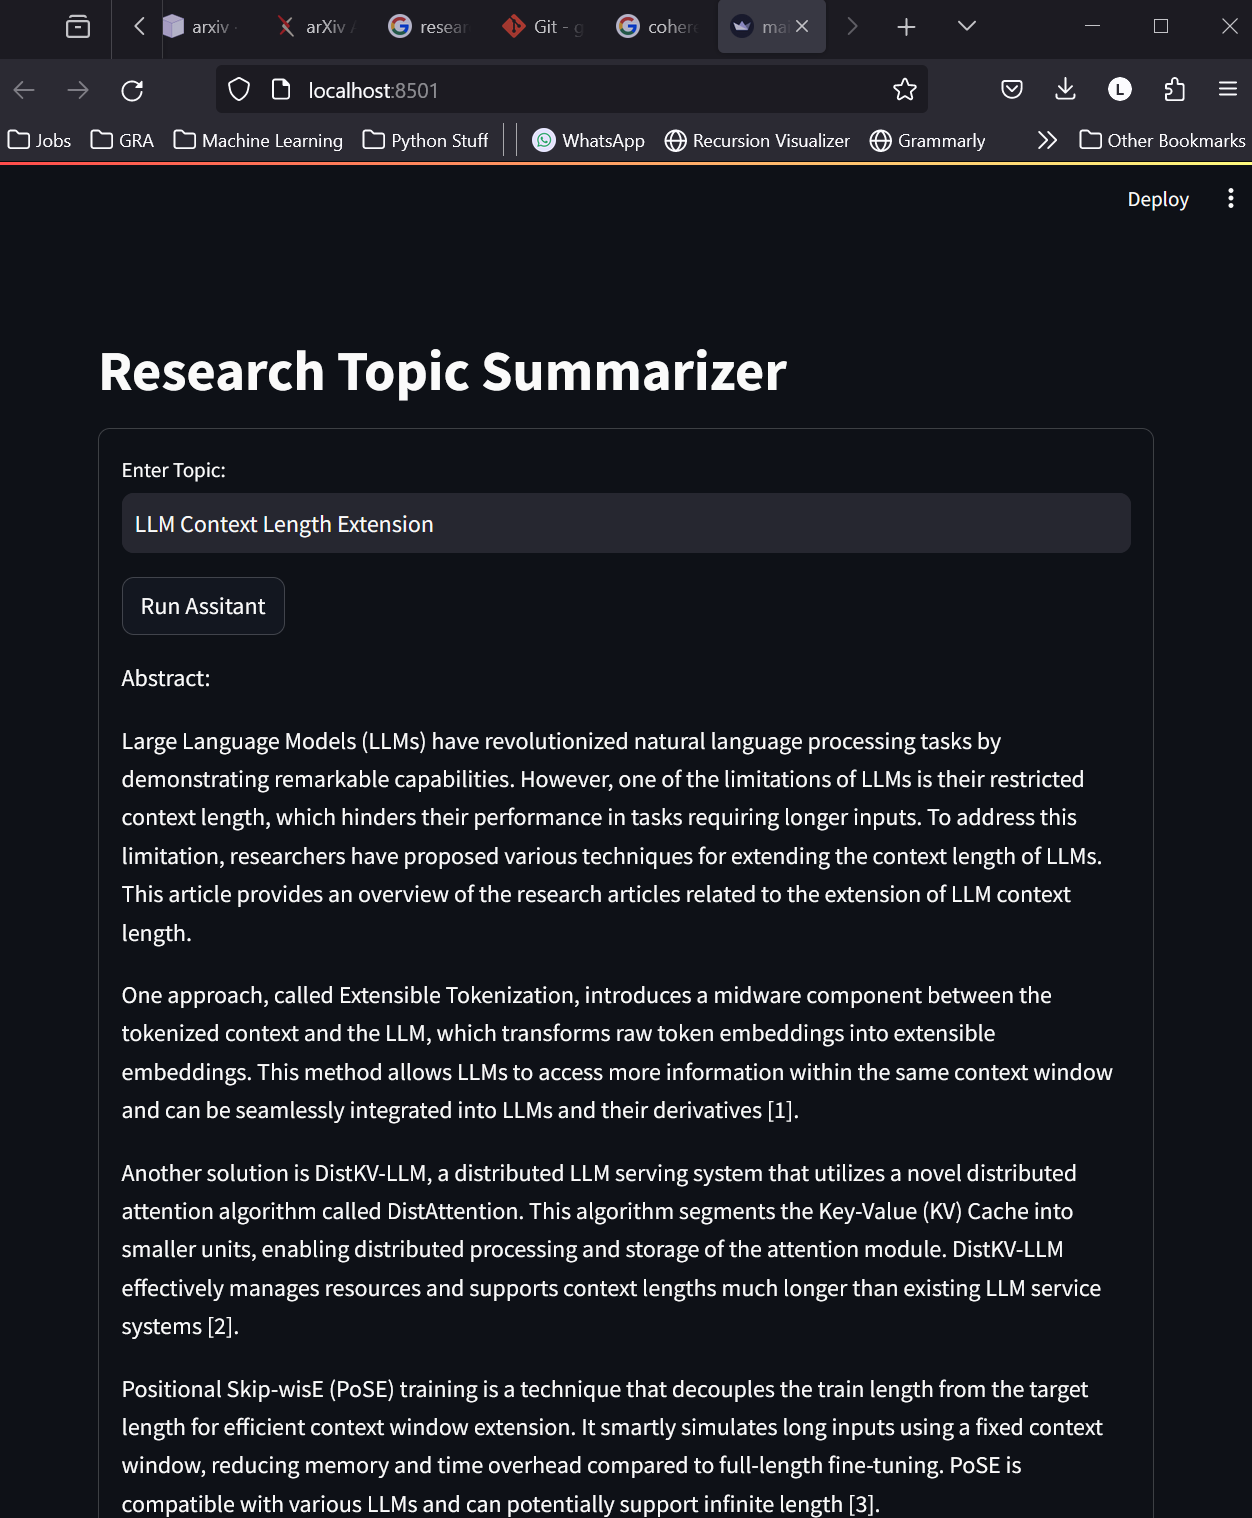 arxiv
arXiv
resear
Git - g
coher
mai
localhost:8501
Jobs
GRA
Machine Learning
Python Stuff
WhatsApp
Recursion Visualizer
Grammarly
Other Bookmarks
L
Deploy
Research Topic Summarizer
Enter Topic:
LLM Context Length Extension
Run Assitant
Abstract:
Large Language Models (LLMs) have revolutionized natural language processing tasks by
demonstrating remarkable capabilities. However, one of the limitations of LLMs is their restricted
context length, which hinders their performance in tasks requiring longer inputs. To address this
limitation, researchers have proposed various techniques for extending the context length of LLMs.
This article provides an overview of the research articles related to the extension of LLM context
length.
One approach, called Extensible Tokenization, introduces a midware component between the
tokenized context and the LLM, which transforms raw token embeddings into extensible
embeddings. This method allows LLMs to access more information within the same context window
and can be seamlessly integrated into LLMs and their derivatives [1].
Another solution is DistKV-LLM, a distributed LLM serving system that utilizes a novel distributed
attention algorithm called DistAttention. This algorithm segments the Key-Value (KV) Cache into
smaller units, enabling distributed processing and storage of the attention module. DistKV-LLM
effectively manages resources and supports context lengths much longer than existing LLM service
systems [2].
Positional Skip-wisE (PoSE) training is a technique that decouples the train length from the target
length for efficient context window extension. It smartly simulates long inputs using a fixed context
window, reducing memory and time overhead compared to full-length fine-tuning. PoSE is
compatible with various LLMs and can potentially support infinite length [3].